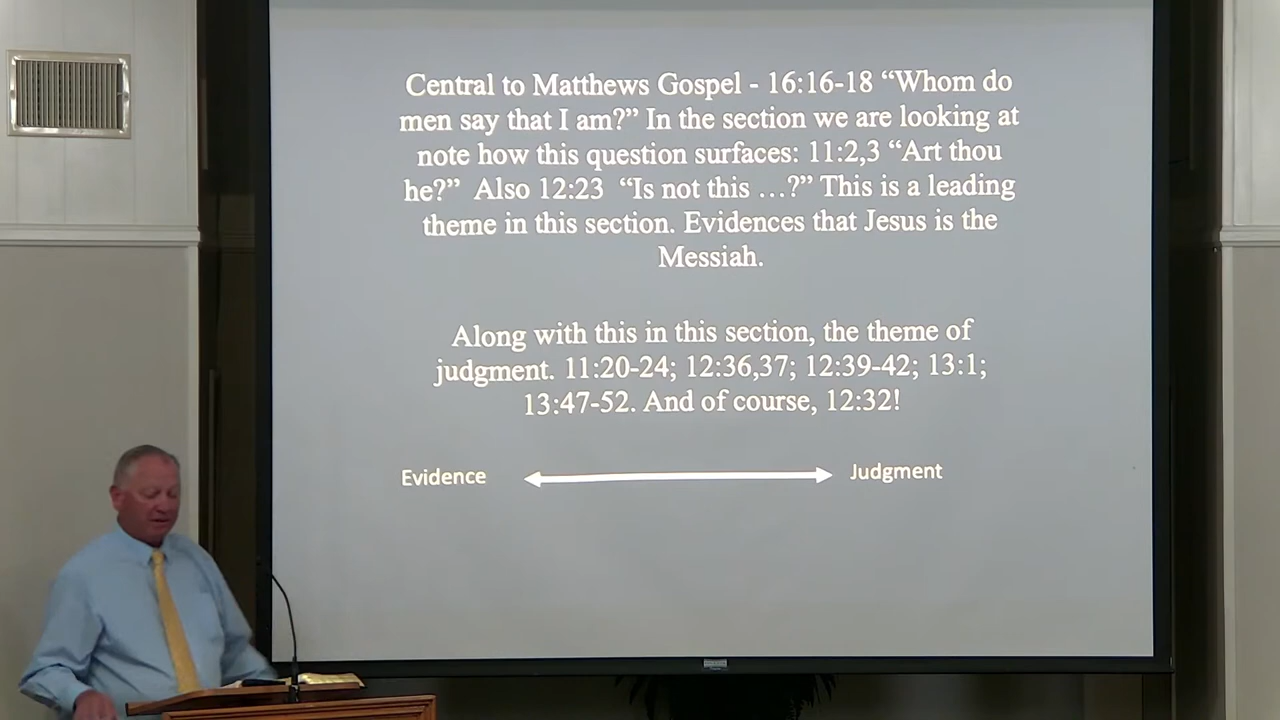 Central to Matthews Gospel - 16:16-18 “Whom do
men say that I am?” In the section we are looking at
note how this question surfaces: 11:2,3 “Art thou
he?”  Also 12:23  “Is not this …?” This is a leading
theme in this section. Evidences that Jesus is the
Messiah.
Along with this in this section, the theme of
judgment. 11:20-24; 12:36,37; 12:39-42; 13:1;
13:47-52. And of course, 12:32!
Evidence
Judgment